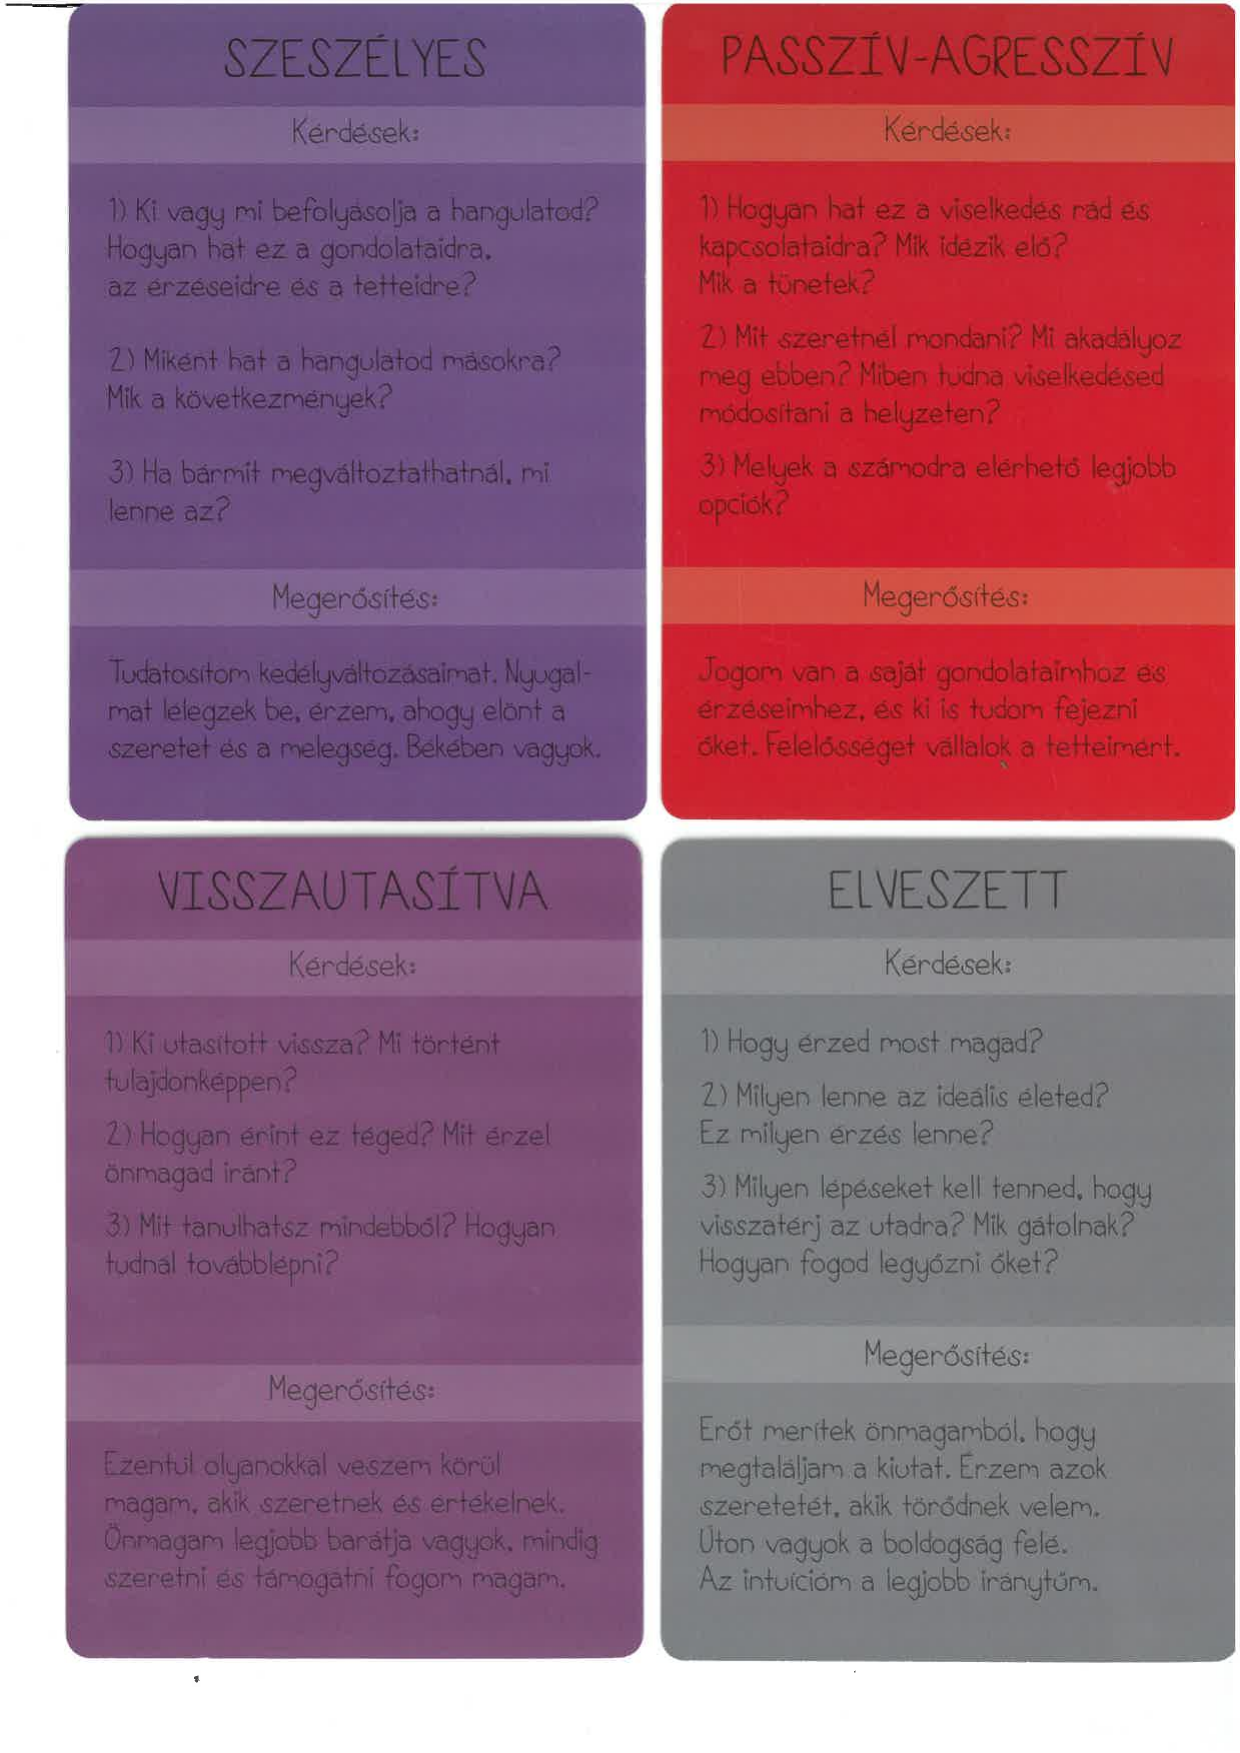 SZESZÉLYES
Kérdések:
1) Ki vagy mi befolyásolja a hangulatod?
Hogyan hat ez a gondolataidra,
az érzéseidre és a tetteidre?
2) Miként hat a hangulatod másokra?
Mik a következmények?
3) Ha bármit megváltoztathatnál, mi
lenne az?
Megerősítés:
Tudatosítom kedélyváltozásaimat. Nyugal-
mat lélegzek be, érzem, ahogy elönt a
szeretet és a melegség. Békében vagyok.
PASSZÍV-AGRESSZÍV
Kérdések:
1) Hogyan hat ez a viselkedés rád és
kapcsolataidra? Mik idézik elő?
Mik a tünetek?
2) Mit szeretnél mondani? Mi akadályoz
meg ebben? Miben tudna viselkedésed
módosítani a helyzeten?
3) Melyek a számodra elérhető legjobb
opciók?
Megerősítés:
Jogom van a saját gondolataimhoz és
érzéseimhez, és ki is tudom fejezni
őket. Felelősséget vállalok a tetteimért.
VISSZAUTASÍTVA
Kérdések:
1) Ki utasított vissza? Mi történt
tulajdonképpen?
2) Hogyan érint ez téged? Mit érzel
önmagad iránt?
3) Mit tanulhatsz mindebből? Hogyan
tudnál továbblépni?
Megerősítés:
Ezentúl olyanokkal veszem körül
magam, akik szeretnek és értékelnek.
Önmagam legjobb barátja vagyok, mindig
szeretni és támogatni fogom magam.
ELVESZETT
Kérdések:
1) Hogy érzed most magad?
2) Milyen lenne az ideális életed?
Ez milyen érzés lenne?
3) Milyen lépéseket kell tenned, hogy
visszatérj az utadra? Mik gátolnak?
Hogyan fogod legyőzni őket?
Megerősítés:
Erőt merítek önmagamból, hogy
megtaláljam a kiutat. Érzem azok
szeretetét, akik törődnek velem.
Úton vagyok a boldogság felé.
Az intuícióm a legjobb iránytűm.